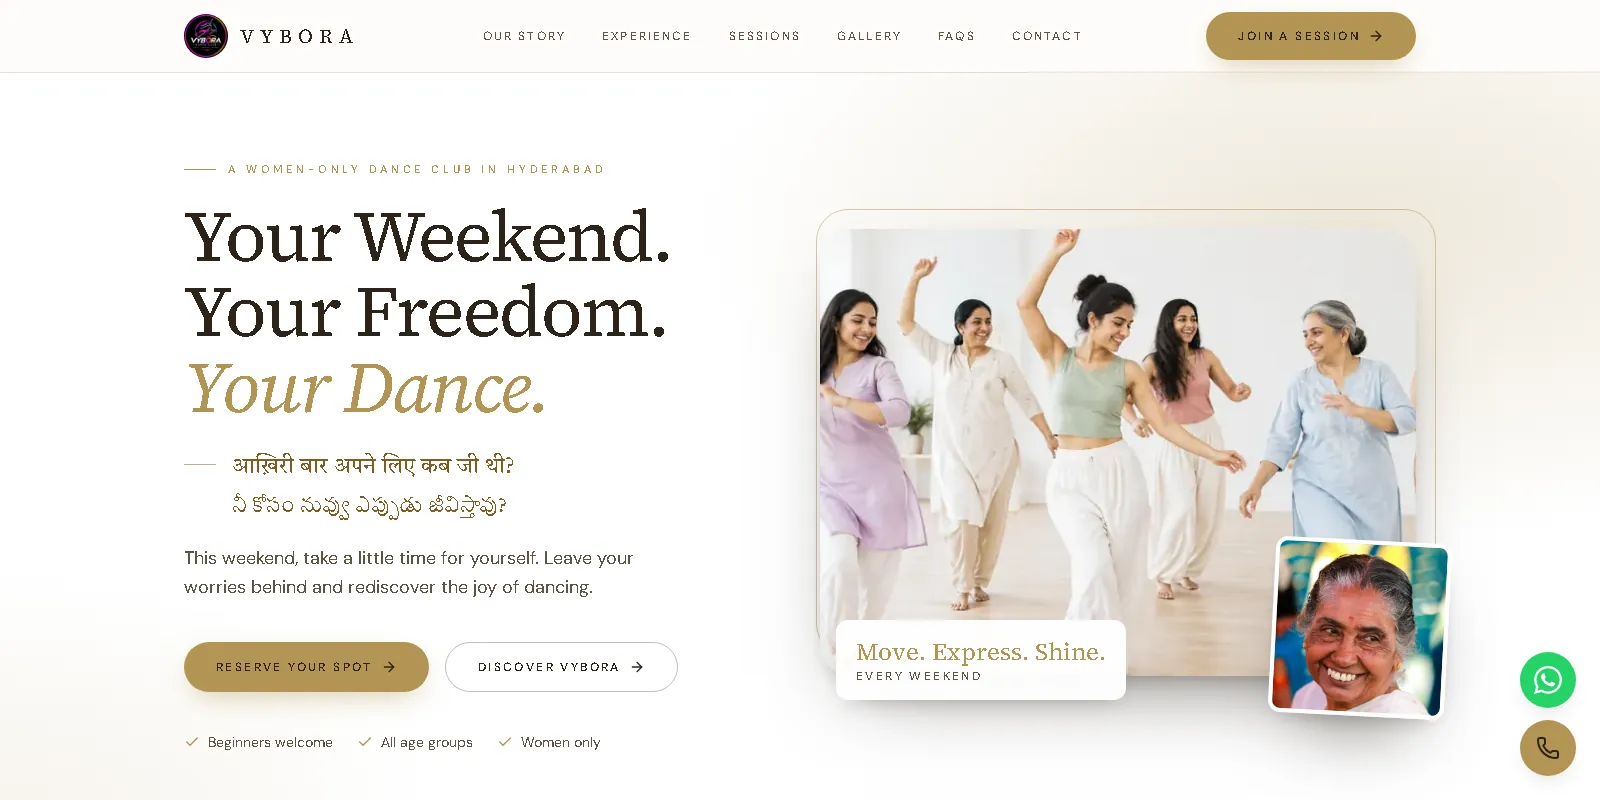 VYBORA
VYBORA
OUR STORY
EXPERIENCE
SESSIONS
GALLERY
FAQS
CONTACT
JOIN A SESSION
A WOMEN-ONLY DANCE CLUB IN HYDERABAD
Your Weekend.
Your Freedom.
Your Dance.
आख़िरी बार अपने लिए कब जी थी?
నీ కోసం నువ్వు ఎప్పుడు జీవిస్తావు?
This weekend, take a little time for yourself. Leave your
worries behind and rediscover the joy of dancing.
RESERVE YOUR SPOT
DISCOVER VYBORA
Beginners welcome
All age groups
Women only
Move. Express. Shine.
EVERY WEEKEND